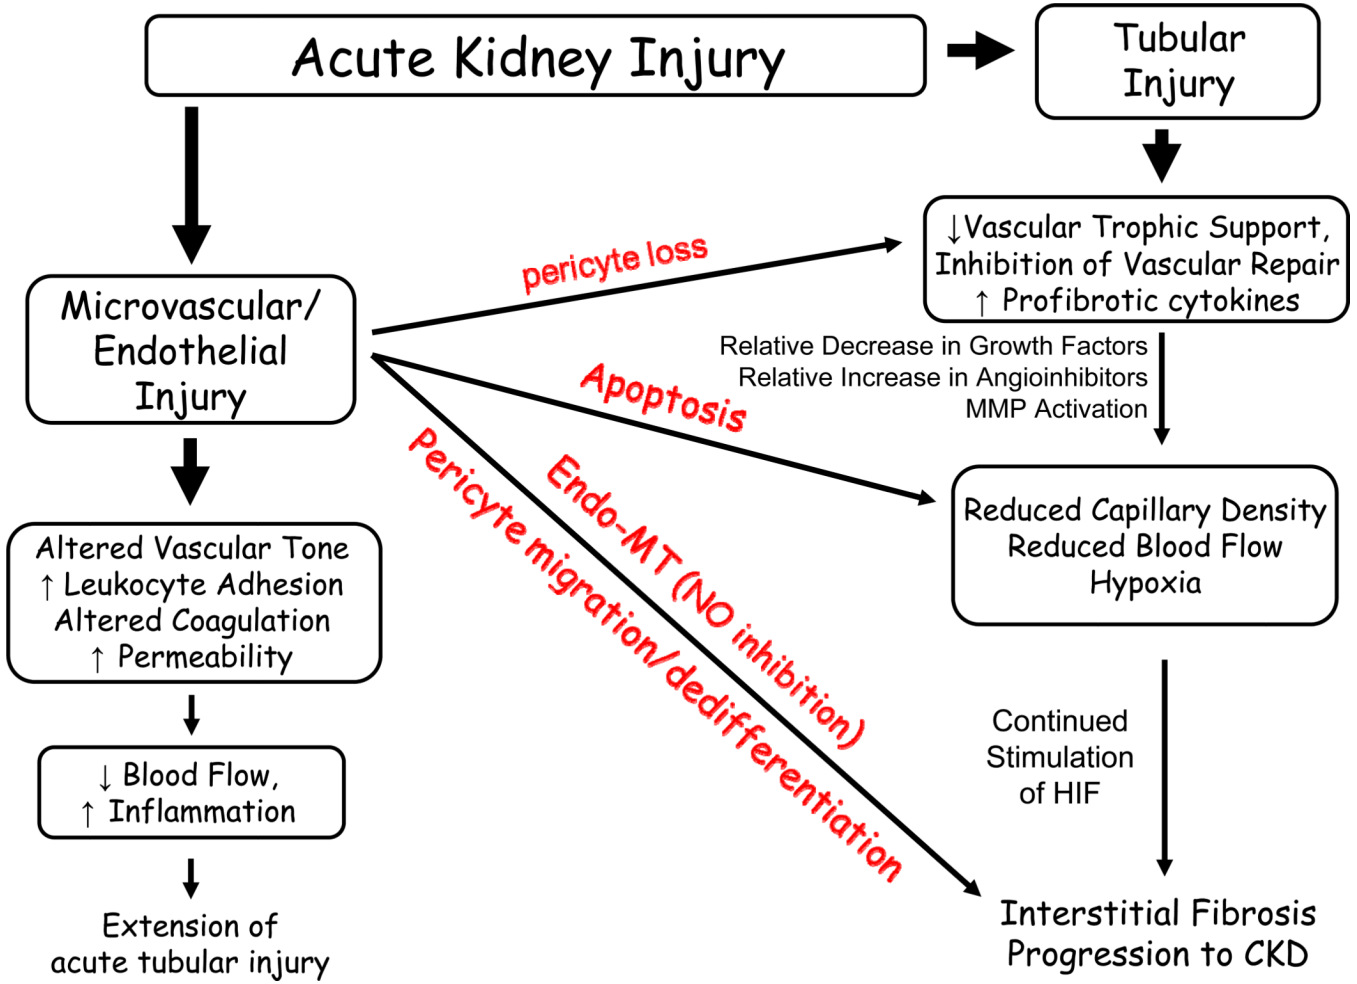 Acute Kidney Injury
Tubular
Injury
↓Vascular Trophic Support,
Inhibition of Vascular Repair
↑ Profibrotic cytokines
pericyte loss
Microvascular/
Endothelial
Injury
Relative Decrease in Growth Factors
Relative Increase in Angioinhibitors
MMP Activation
Apoptosis
Endo-MT (NO inhibition)
Pericyte migration/dedifferentiation
Reduced Capillary Density
Reduced Blood Flow
Hypoxia
Altered Vascular Tone
↑ Leukocyte Adhesion
Altered Coagulation
↑ Permeability
Continued
Stimulation
of HIF
↓ Blood Flow,
↑ Inflammation
Extension of
acute tubular injury
Interstitial Fibrosis
Progression to CKD